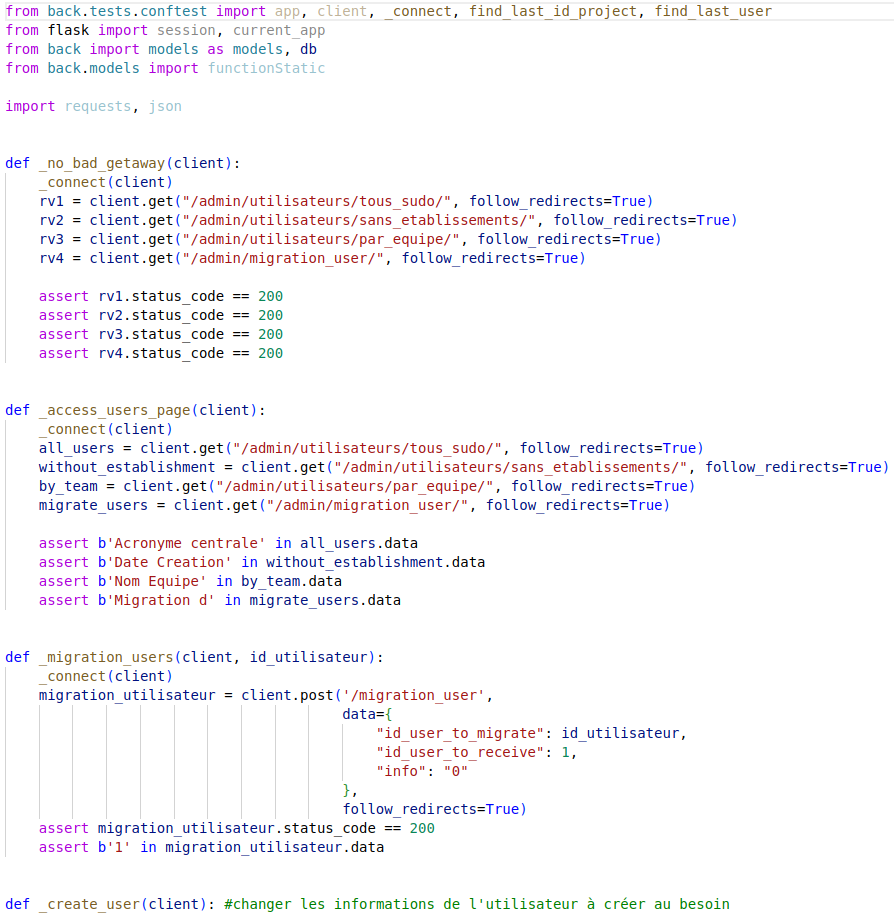 from back.tests.conftest import app, client, _connect, find_last_id_project, find_last_user
from flask import session, current_app
from back import models as models, db
from back.models import functionStatic
import requests, json
def _no_bad_getaway(client):
    _connect(client)
    rv1 = client.get("/admin/utilisateurs/tous_sudo/", follow_redirects=True)
    rv2 = client.get("/admin/utilisateurs/sans_etablissements/", follow_redirects=True)
    rv3 = client.get("/admin/utilisateurs/par_equipe/", follow_redirects=True)
    rv4 = client.get("/admin/migration_user/", follow_redirects=True)
    assert rv1.status_code == 200
    assert rv2.status_code == 200
    assert rv3.status_code == 200
    assert rv4.status_code == 200
def _access_users_page(client):
    _connect(client)
    all_users = client.get("/admin/utilisateurs/tous_sudo/", follow_redirects=True)
    without_establishment = client.get("/admin/utilisateurs/sans_etablissements/", follow_redirects=True)
    by_team = client.get("/admin/utilisateurs/par_equipe/", follow_redirects=True)
    migrate_users = client.get("/admin/migration_user/", follow_redirects=True)
    assert b'Acronyme centrale' in all_users.data
    assert b'Date Creation' in without_establishment.data
    assert b'Nom Equipe' in by_team.data
    assert b'Migration d' in migrate_users.data
def _migration_users(client, id_utilisateur):
    _connect(client)
    migration_utilisateur = client.post('/migration_user',
                                    data={
                                        "id_user_to_migrate": id_utilisateur,
                                        "id_user_to_receive": 1,
                                        "info": "0"
                                    },
                                    follow_redirects=True)
    assert migration_utilisateur.status_code == 200
    assert b'1' in migration_utilisateur.data
def _create_user(client): #changer les informations de l'utilisateur à créer au besoin